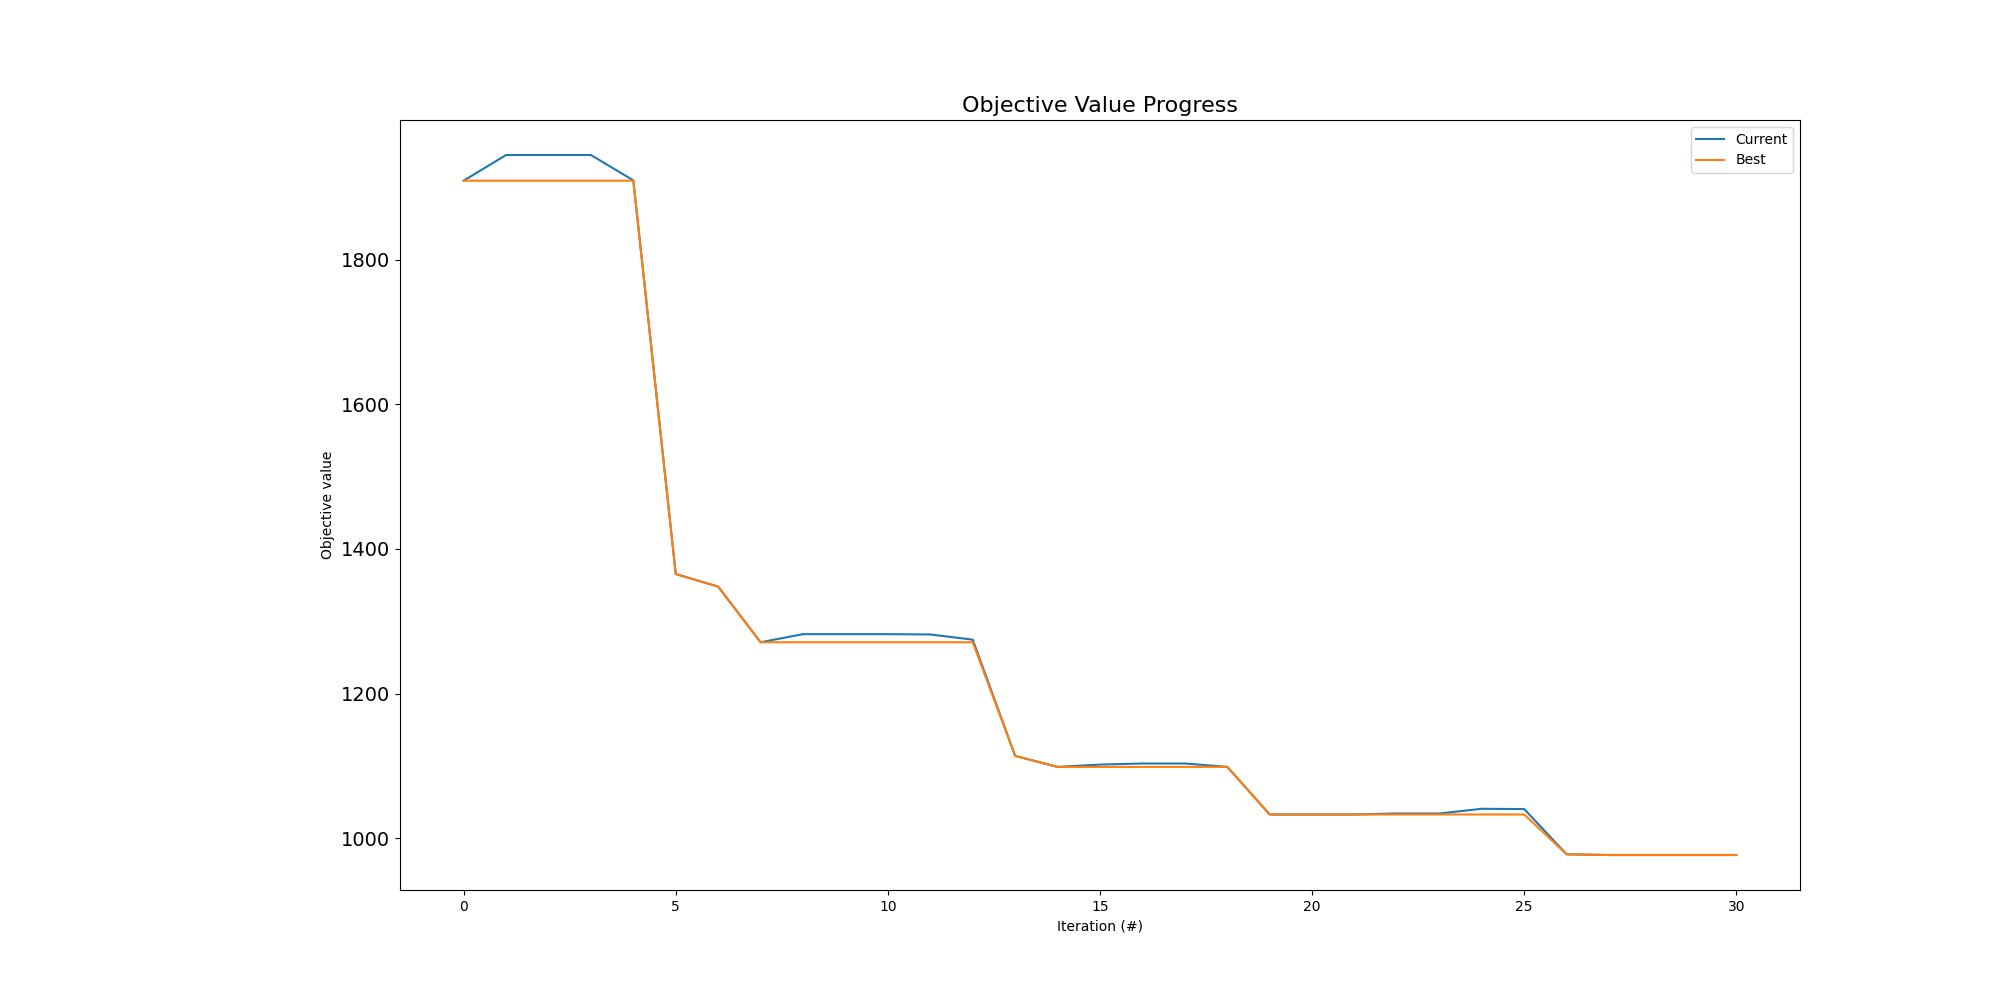 Objective Value Progress
Current
Best
1800
1600
1400
1200
1000
Objective value
0 5 10 15 20 25 30
Iteration (#)